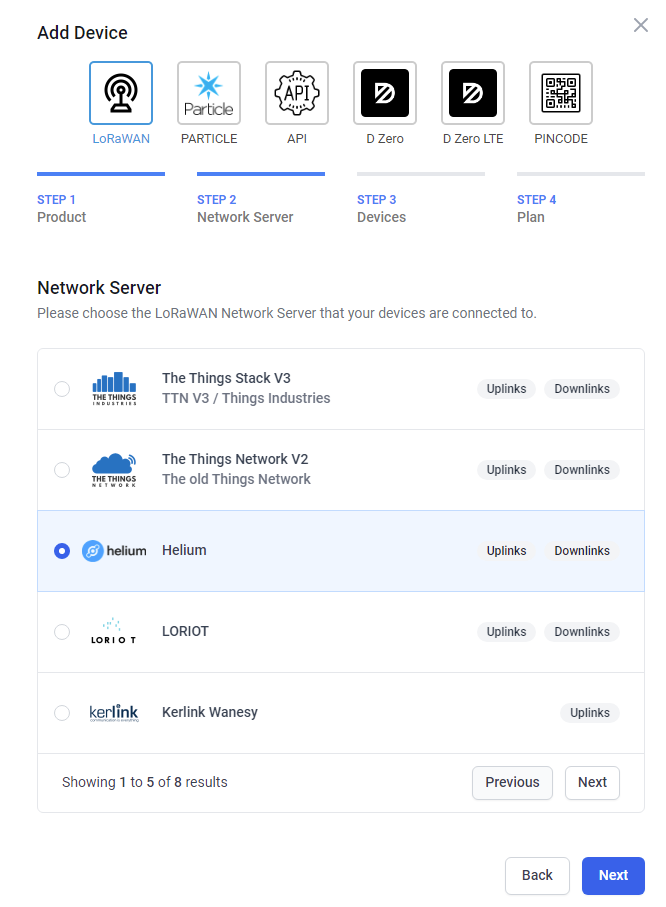 Add Device
Particle
API
LoRaWAN
PARTICLE
API
D Zero
D Zero LTE
PINCODE
STEP 1
Product
STEP 2
Network Server
STEP 3
Devices
STEP 4
Plan
Network Server
Please choose the LoRaWAN Network Server that your devices are connected to.
THE THINGS
INDUSTRIES
The Things Stack V3
TTN V3 / Things Industries
Uplinks
Downlinks
THE THINGS
NETWORK
The Things Network V2
The old Things Network
Uplinks
Downlinks
helium
Helium
Uplinks
Downlinks
LORIOT
LORIOT
Uplinks
Downlinks
kerlink
communication is everything
Kerlink Wanesy
Uplinks
Showing 1 to 5 of 8 results
Previous
Next
Back
Next